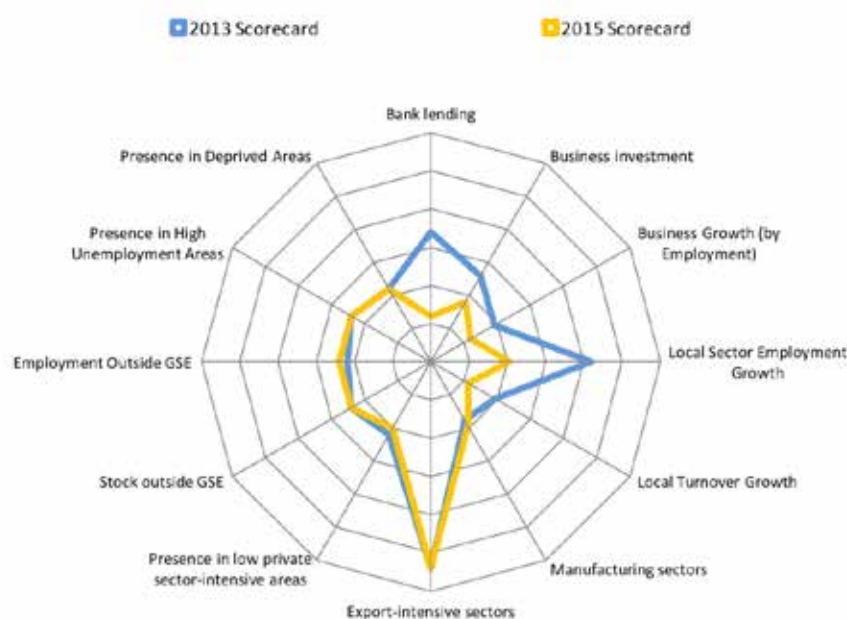 2013 Scorecard
2015 Scorecard
Bank lending
Presence in Deprived Areas
Business investment
Presence in High
Unemployment Areas
Business Growth (by
Employment)
Employment Outside GSE
Local Sector Employment
Growth
Stock outside GSE
Local Turnover Growth
Presence in low private
sector-intensive areas
Manufacturing sectors
Export-intensive sectors